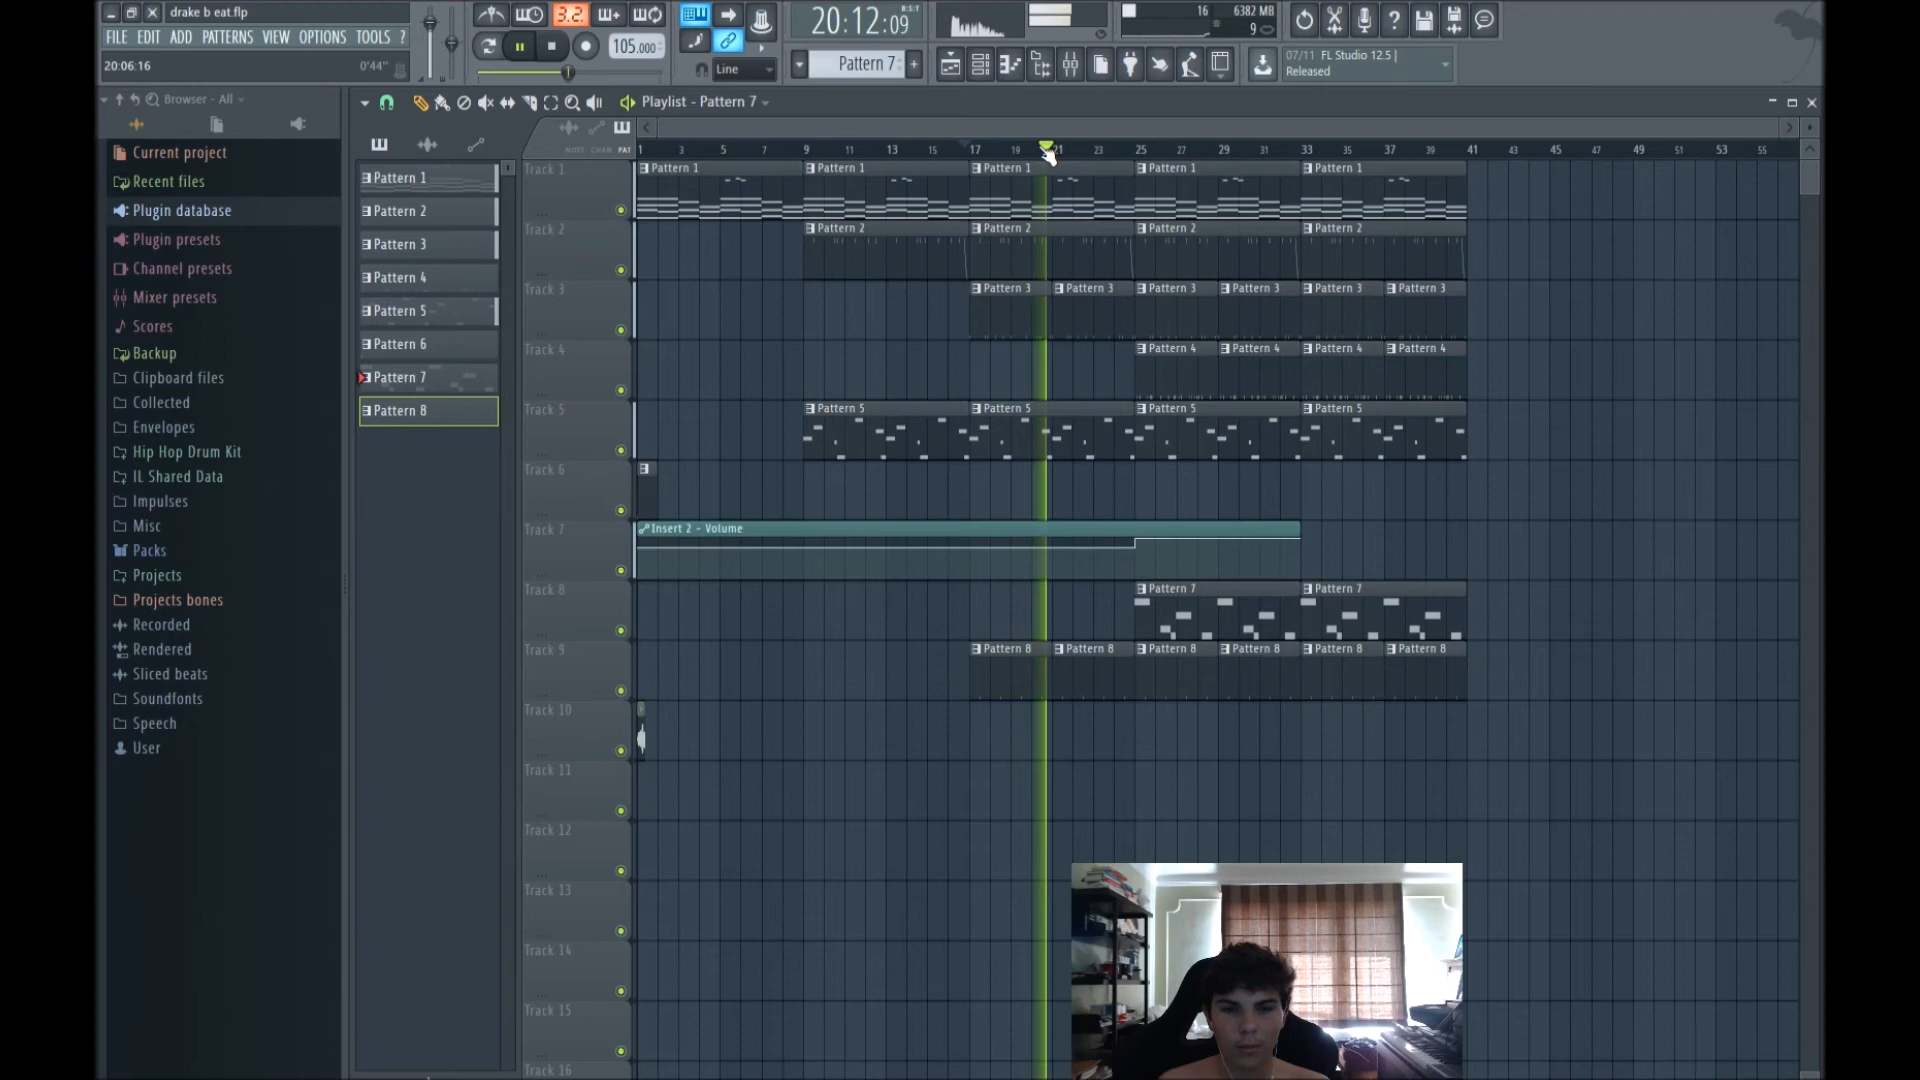 drake b eat.flp
FILE EDIT ADD PATTERNS VIEW OPTIONS TOOLS ?
20:06:16 0'44"
3.2.
105.000
Line
20:12:09 B:S:T
Pattern 7
16 6382 MB
9
07/11 FL Studio 12.5 |
Released
Browser - All
Current project
Recent files
Plugin database
Plugin presets
Channel presets
Mixer presets
Scores
Backup
Clipboard files
Collected
Envelopes
Hip Hop Drum Kit
IL Shared Data
Impulses
Misc
Packs
Projects
Projects bones
Recorded
Rendered
Sliced beats
Soundfonts
Speech
User
Pattern 1
Pattern 2
Pattern 3
Pattern 4
Pattern 5
Pattern 6
Pattern 7
Pattern 8
Playlist - Pattern 7
NOTE CHAN PAT
1 3 5 7 9 11 13 15 17 19 21 23 25 27 29 31 33 35 37 39 41 43 45 47 49 51 53 55
Track 1 Pattern 1 Pattern 1 Pattern 1 Pattern 1 Pattern 1
Track 2 Pattern 2 Pattern 2 Pattern 2 Pattern 2
Track 3 Pattern 3 Pattern 3 Pattern 3 Pattern 3 Pattern 3 Pattern 3
Track 4 Pattern 4 Pattern 4 Pattern 4 Pattern 4
Track 5 Pattern 5 Pattern 5 Pattern 5 Pattern 5
Track 6
Track 7 Insert 2 - Volume
Track 8 Pattern 7 Pattern 7
Track 9 Pattern 8 Pattern 8 Pattern 8 Pattern 8 Pattern 8 Pattern 8
Track 10
Track 11
Track 12
Track 13
Track 14
Track 15
Track 16